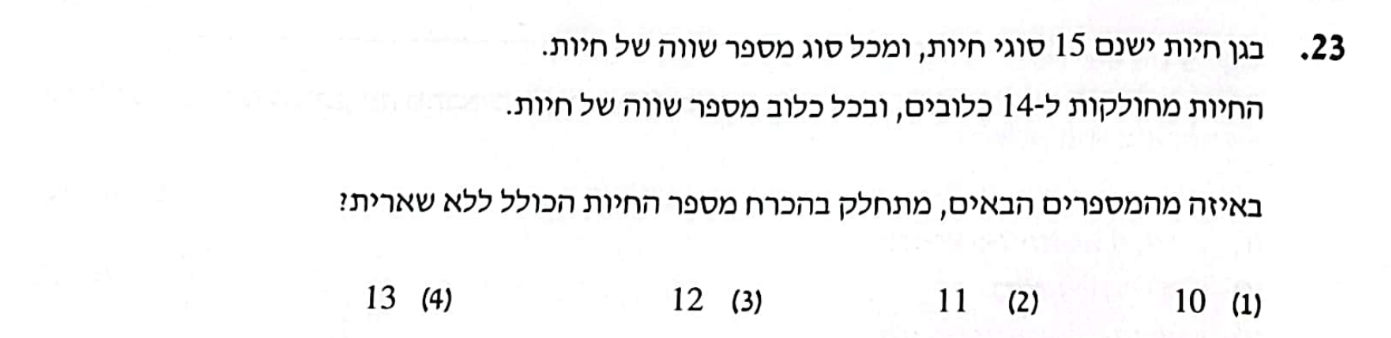 23. בגן חיות ישנם 15 סוגי חיות, ומכל סוג מספר שווה של חיות.
החיות מחולקות ל-14 כלובים, ובכל כלוב מספר שווה של חיות.
באיזה מהמספרים הבאים, מתחלק בהכרח מספר החיות הכולל ללא שארית?
(1) 10 (2) 11 (3) 12 (4) 13